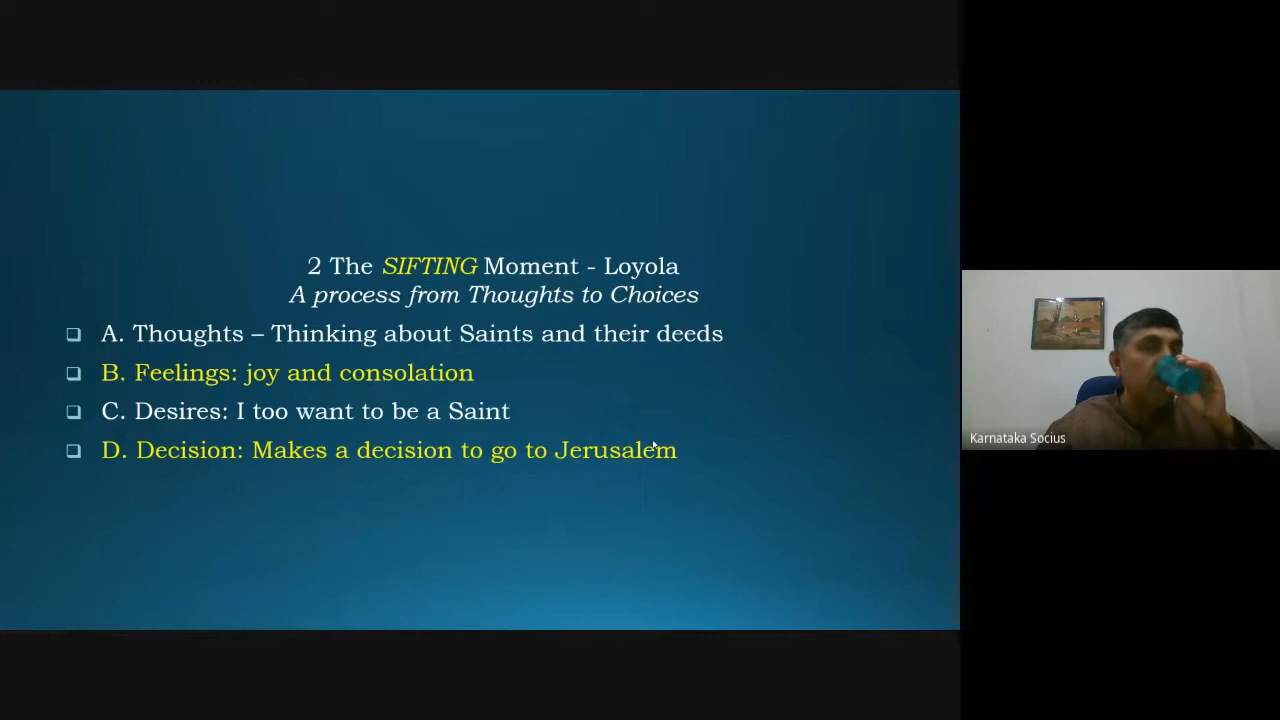 2 The SIFTING Moment - Loyola
A process from Thoughts to Choices
A. Thoughts – Thinking about Saints and their deeds
B. Feelings: joy and consolation
C. Desires: I too want to be a Saint
D. Decision: Makes a decision to go to Jerusalem
Karnataka Socius